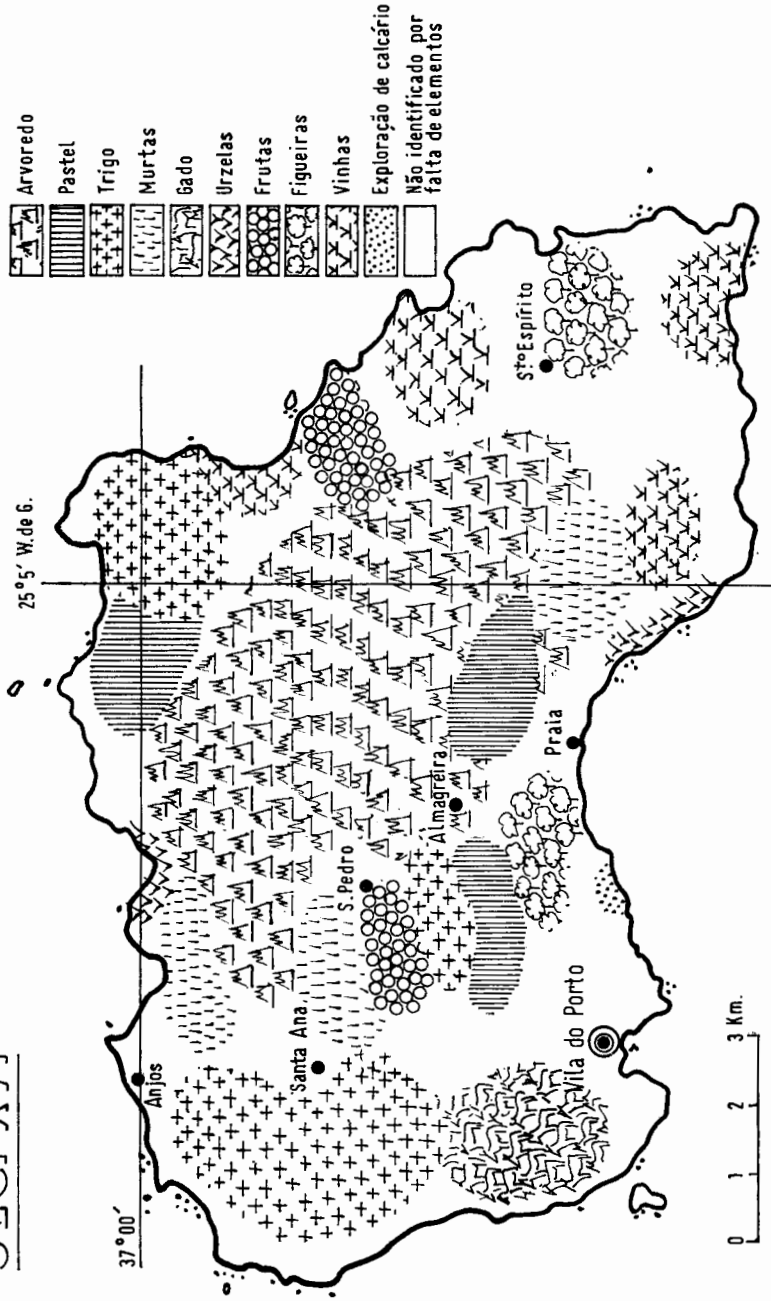 Arvoredo
Pastel
Trigo
Murtas
Gado
Urzelas
Frutas
Figueiras
Vinhas
Exploração de calcário
Não identificado por
falta de elementos
25°5′ W. de G.
37°00′
Anjos
Santa Ana
S. Pedro
Almagreira
Praia
Vila do Porto
S.to Espírito
0 1 2 3 Km.